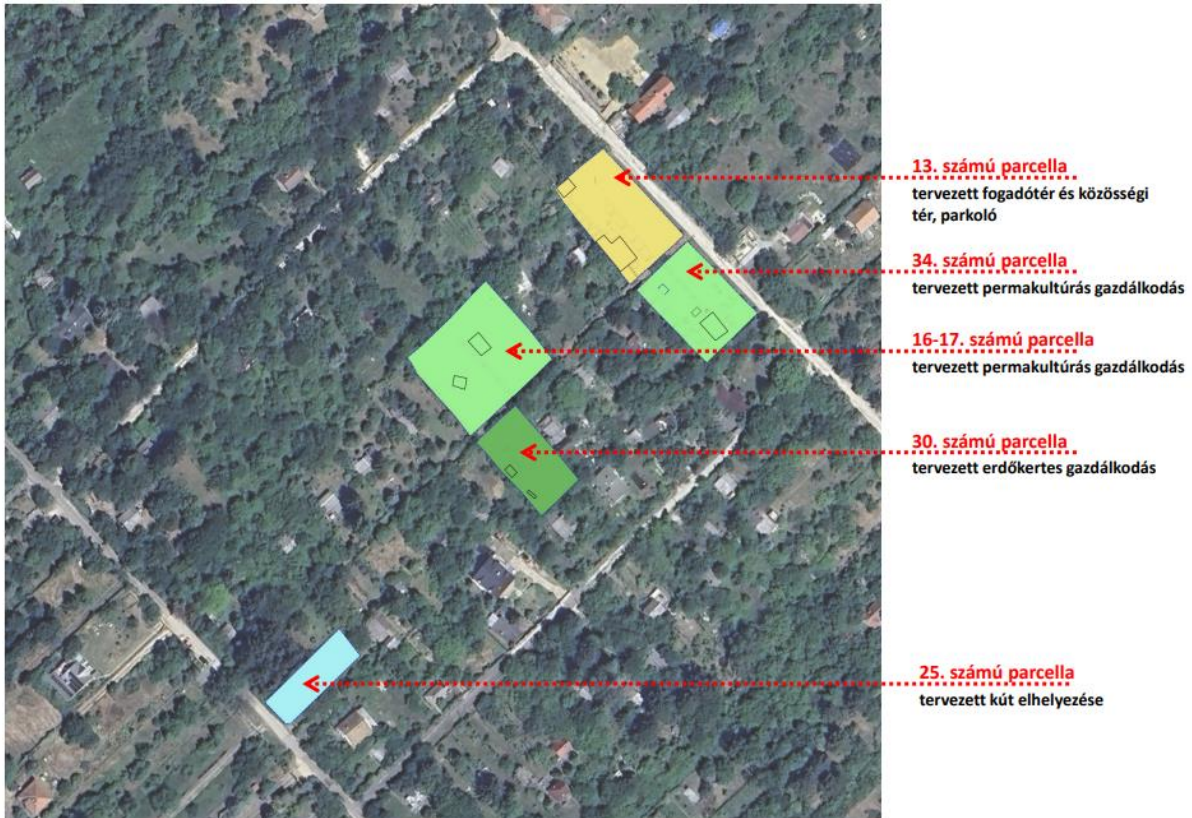 13. számú parcella
tervezett fogadótér és közösségi
tér, parkoló
34. számú parcella
tervezett permakultúrás gazdálkodás
16-17. számú parcella
tervezett permakultúrás gazdálkodás
30. számú parcella
tervezett erdőkertes gazdálkodás
25. számú parcella
tervezett kút elhelyezése